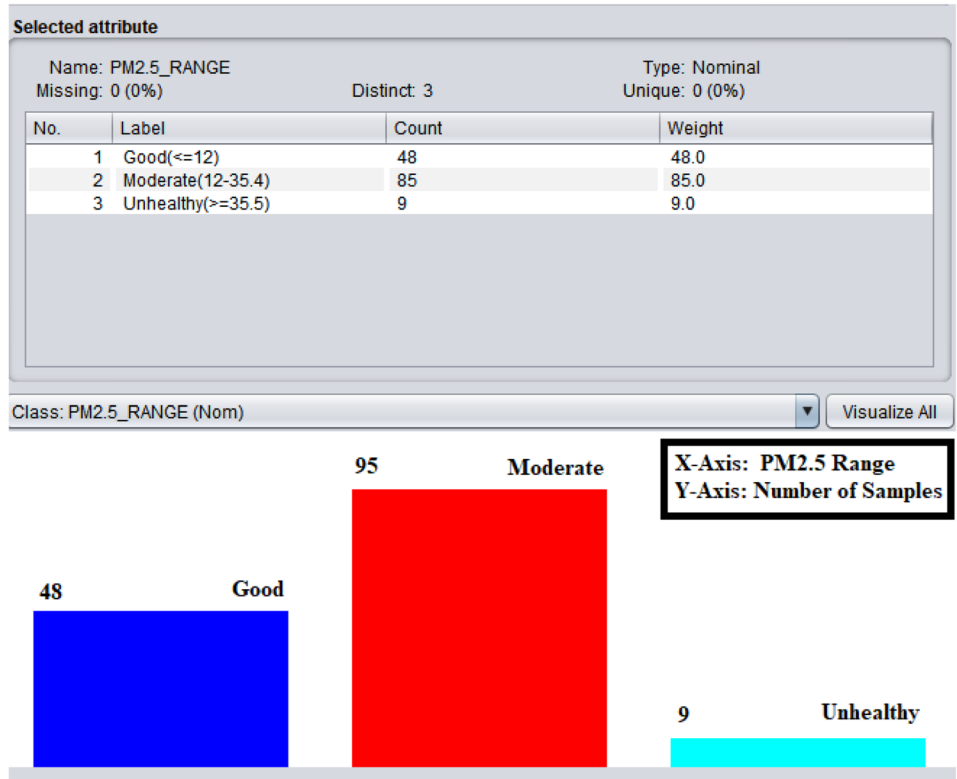 Selected attribute
Name: PM2.5_RANGE Type: Nominal
Missing: 0 (0%) Distinct: 3 Unique: 0 (0%)
No. Label Count Weight
1 Good(<=12) 48 48.0
2 Moderate(12-35.4) 85 85.0
3 Unhealthy(>=35.5) 9 9.0
Class: PM2.5_RANGE (Nom) Visualize All
95 Moderate
X-Axis: PM2.5 Range
Y-Axis: Number of Samples
48 Good
9 Unhealthy